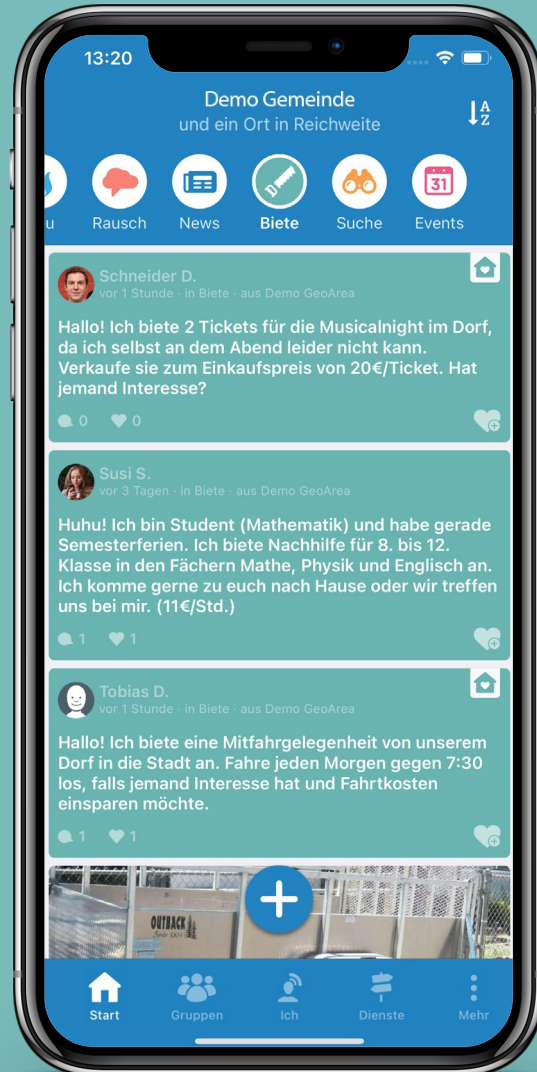 13:20
Demo Gemeinde
und ein Ort in Reichweite
A
Z
31
u
Rausch
News
Biete
Suche
Events
Schneider D.
vor 1 Stunde · in Biete · aus Demo GeoArea
Hallo! Ich biete 2 Tickets für die Musicalnight im Dorf,
da ich selbst an dem Abend leider nicht kann.
Verkaufe sie zum Einkaufspreis von 20€/Ticket. Hat
jemand Interesse?
0 0
Susi S.
vor 3 Tagen · in Biete · aus Demo GeoArea
Huhu! Ich bin Student (Mathematik) und habe gerade
Semesterferien. Ich biete Nachhilfe für 8. bis 12.
Klasse in den Fächern Mathe, Physik und Englisch an.
Ich komme gerne zu euch nach Hause oder wir treffen
uns bei mir. (11€/Std.)
1 1
Tobias D.
vor 1 Stunde · in Biete · aus Demo GeoArea
Hallo! Ich biete eine Mitfahrgelegenheit von unserem
Dorf in die Stadt an. Fahre jeden Morgen gegen 7:30
los, falls jemand Interesse hat und Fahrtkosten
einsparen möchte.
1 1
OUTBACK
Start
Gruppen
Ich
Dienste
Mehr